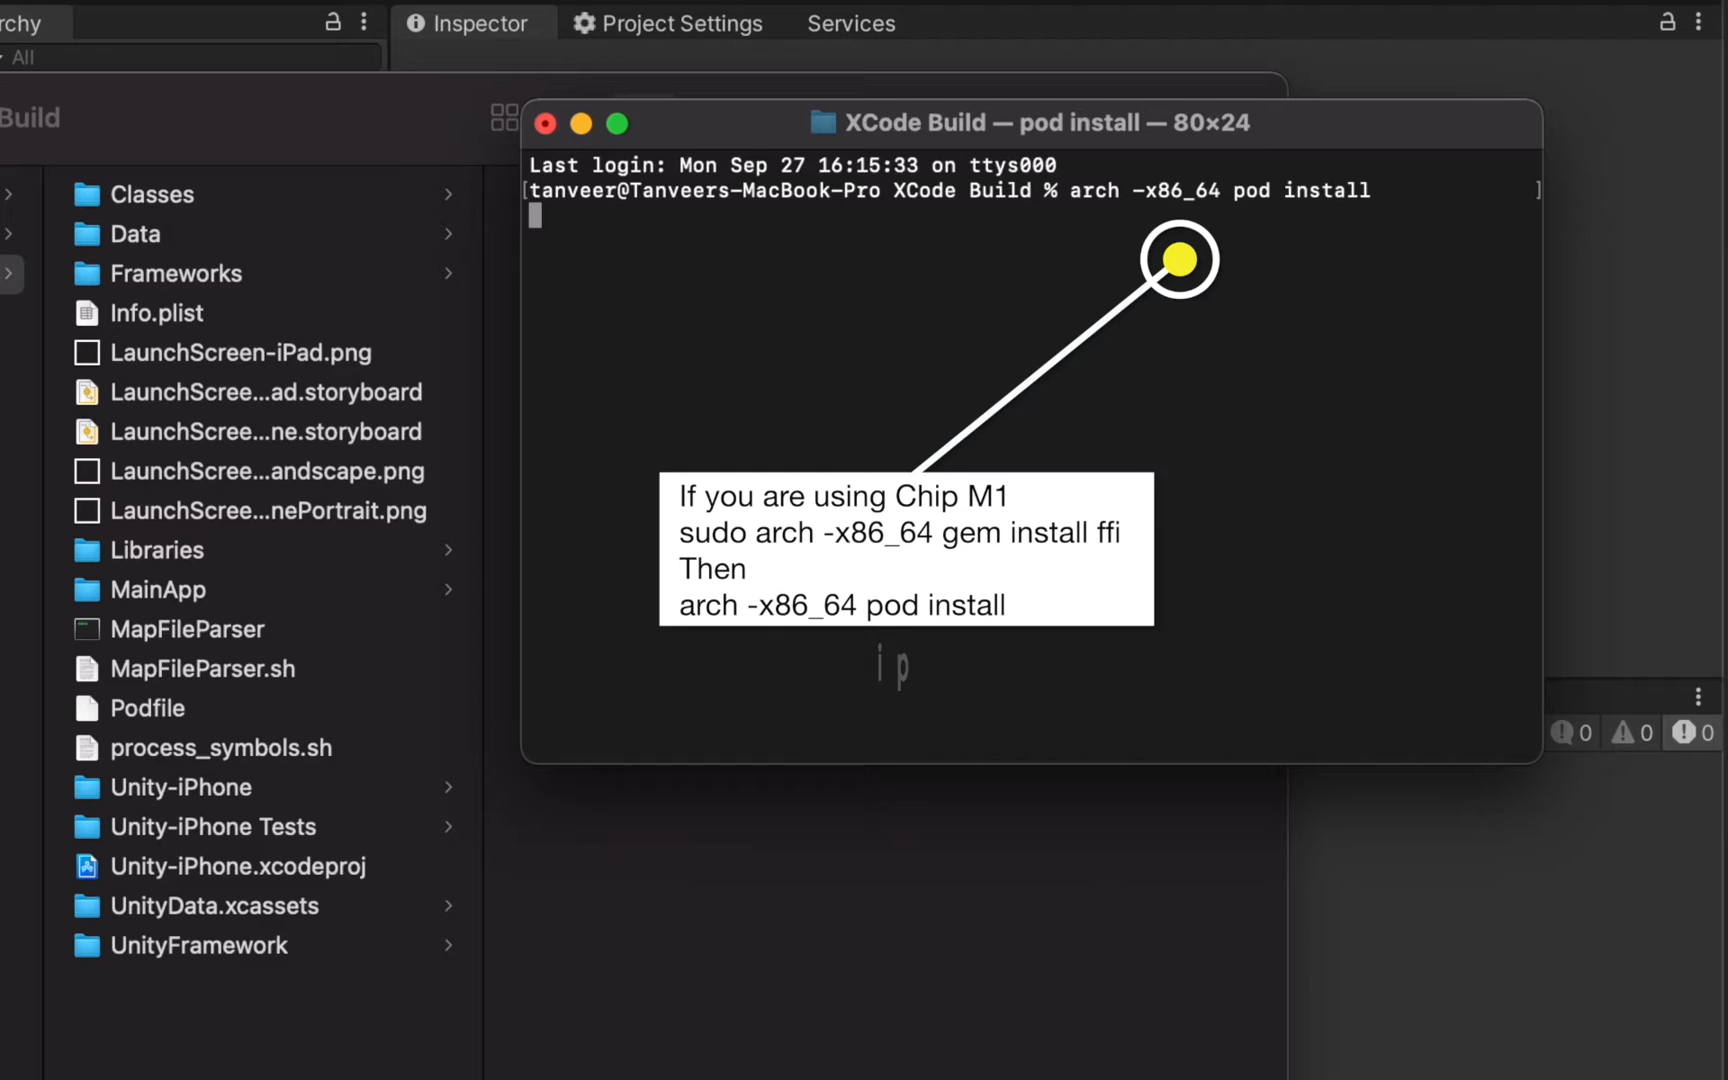 rchy
Inspector
Project Settings
Services
All
Build
XCode Build — pod install — 80×24
Last login: Mon Sep 27 16:15:33 on ttys000
[tanveer@Tanveers-MacBook-Pro XCode Build % arch -x86_64 pod install ]
Classes
Data
Frameworks
Info.plist
LaunchScreen-iPad.png
LaunchScree...ad.storyboard
LaunchScree...ne.storyboard
LaunchScree...andscape.png
LaunchScree...nePortrait.png
Libraries
MainApp
MapFileParser
MapFileParser.sh
Podfile
process_symbols.sh
Unity-iPhone
Unity-iPhone Tests
Unity-iPhone.xcodeproj
UnityData.xcassets
UnityFramework
If you are using Chip M1
sudo arch -x86_64 gem install ffi
Then
arch -x86_64 pod install
i p
0 0 0